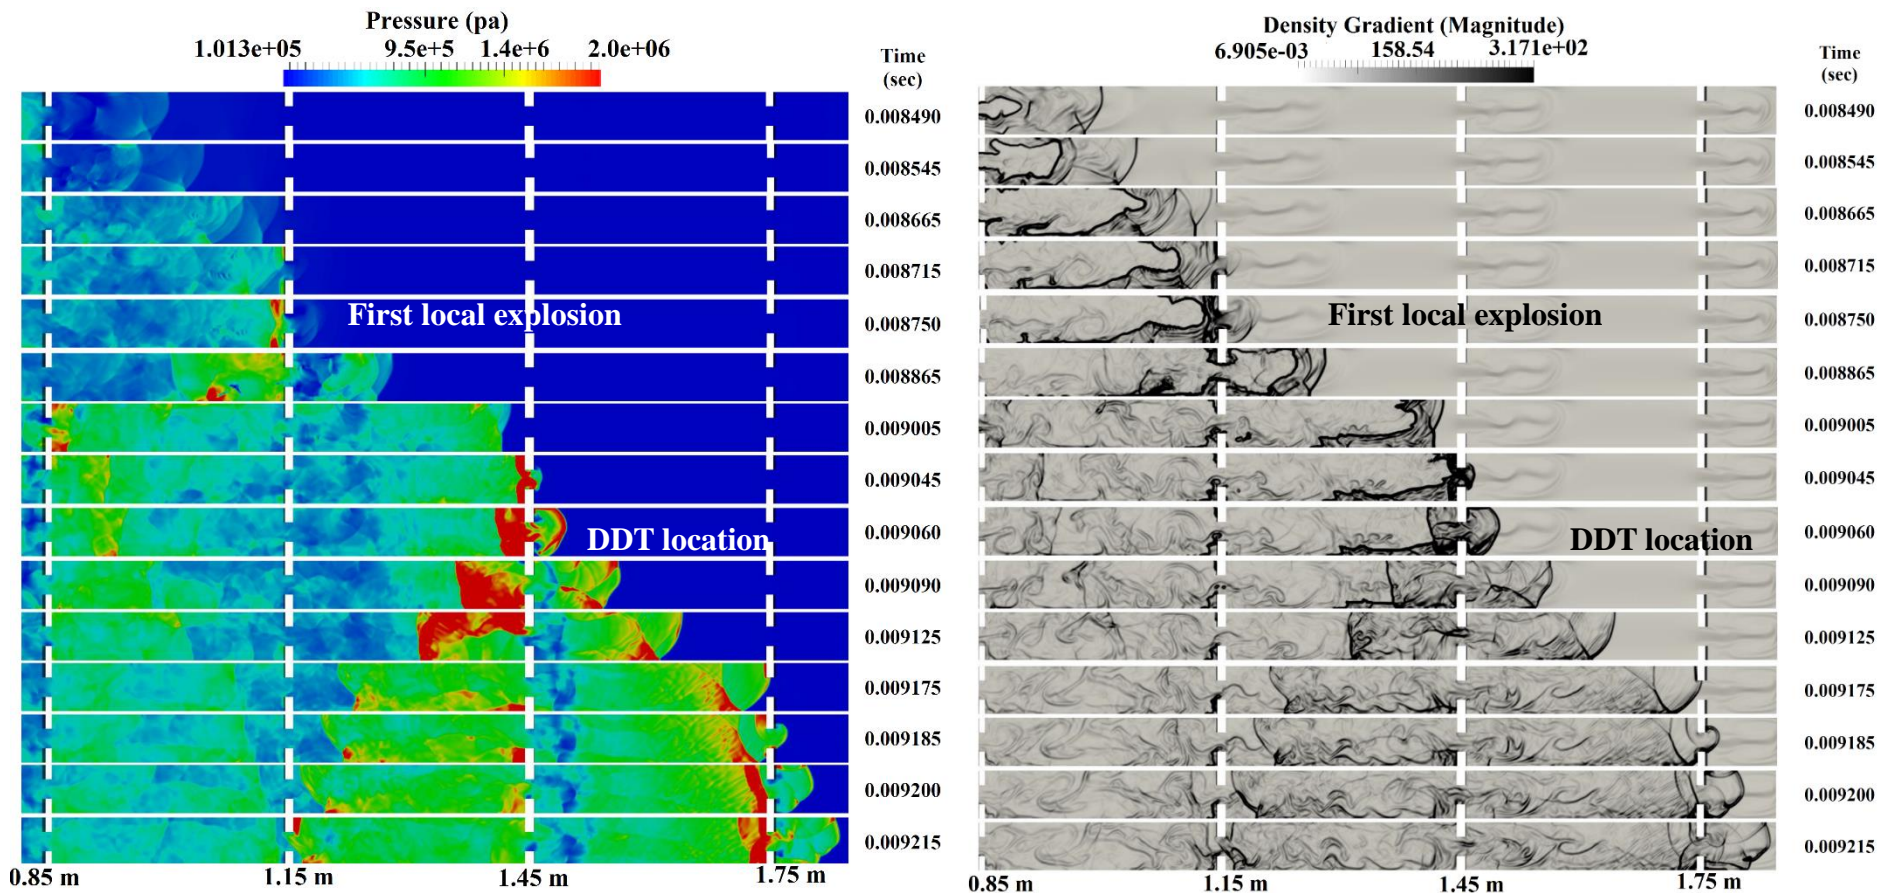 Pressure (pa)
1.013e+05 9.5e+5 1.4e+6 2.0e+06
Time
(sec)
0.008490
0.008545
0.008665
0.008715
First local explosion
0.008750
0.008865
0.009005
0.009045
DDT location
0.009060
0.009090
0.009125
0.009175
0.009185
0.009200
0.009215
0.85 m 1.15 m 1.45 m 1.75 m
Density Gradient (Magnitude)
6.905e-03 158.54 3.171e+02
Time
(sec)
0.008490
0.008545
0.008665
0.008715
First local explosion
0.008750
0.008865
0.009005
0.009045
0.009060
DDT location
0.009090
0.009125
0.009175
0.009185
0.009200
0.009215
0.85 m 1.15 m 1.45 m 1.75 m